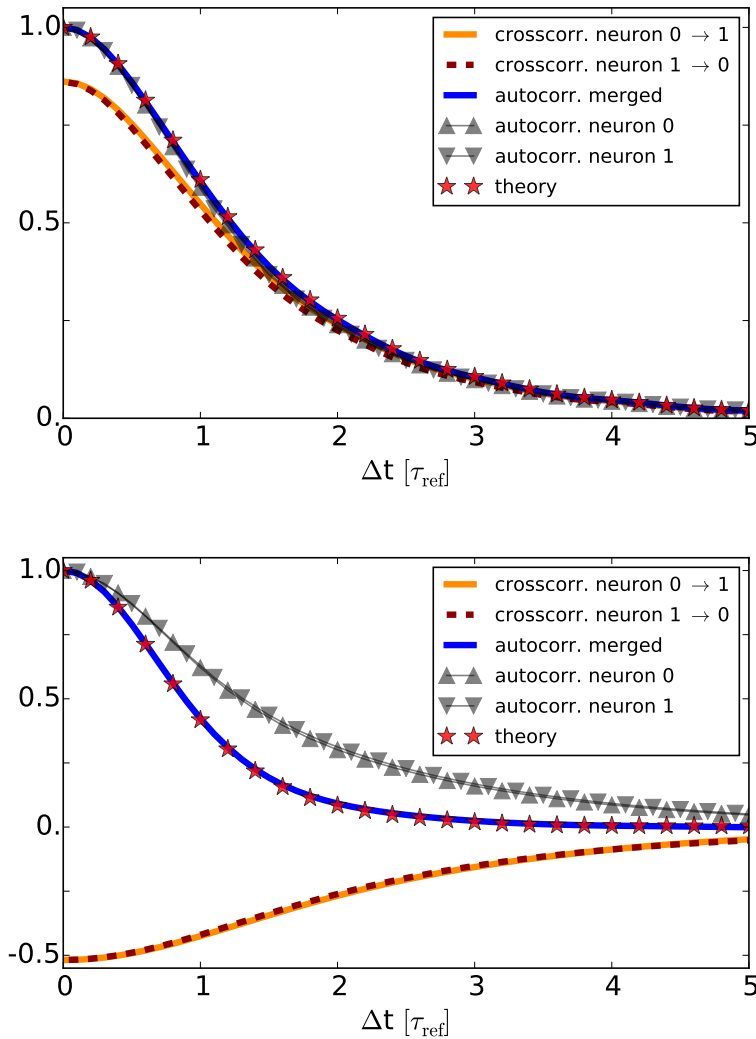 1.0
0.5
0.
0 1 2 3 4 5
Δt [τref]
crosscorr. neuron 0 → 1
crosscorr. neuron 1 → 0
autocorr. merged
autocorr. neuron 0
autocorr. neuron 1
theory
1.0
0.5
0.
-0.5
0 1 2 3 4 5
Δt [τref]
crosscorr. neuron 0 → 1
crosscorr. neuron 1 → 0
autocorr. merged
autocorr. neuron 0
autocorr. neuron 1
theory